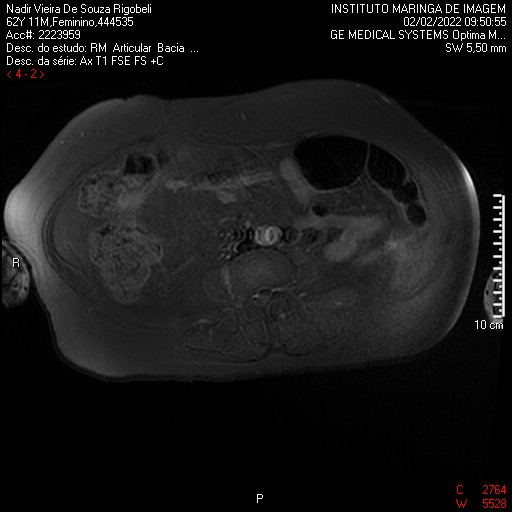 Nadir Vieira De Souza Rigobeli
62Y 11M,Feminino,444535
Acc#: 2223959
Desc. do estudo: RM Articular Bacia ...
Desc. da série: Ax T1 FSE FS +C
< 4 - 2 >
INSTITUTO MARINGA DE IMAGEM
02/02/2022 09:50:55
GE MEDICAL SYSTEMS Optima M...
SW 5,50 mm
R
10 cm
P
C 2764
W 5528